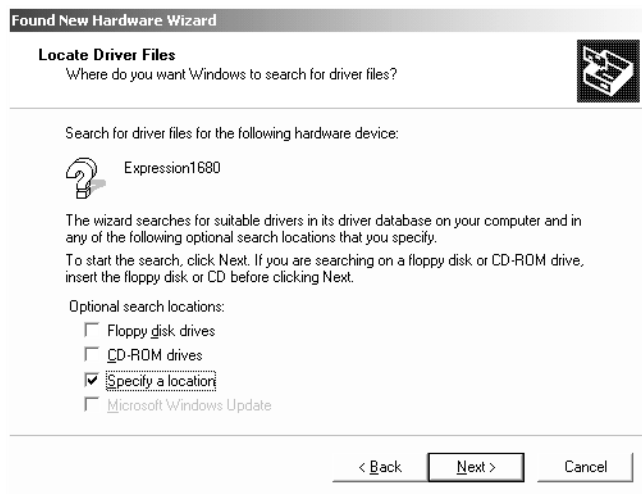 Found New Hardware Wizard
Locate Driver Files
Where do you want Windows to search for driver files?
Search for driver files for the following hardware device:
Expression1680
The wizard searches for suitable drivers in its driver database on your computer and in
any of the following optional search locations that you specify.
To start the search, click Next. If you are searching on a floppy disk or CD-ROM drive,
insert the floppy disk or CD before clicking Next.
Optional search locations:
Floppy disk drives
CD-ROM drives
Specify a location
Microsoft Windows Update
< Back Next > Cancel